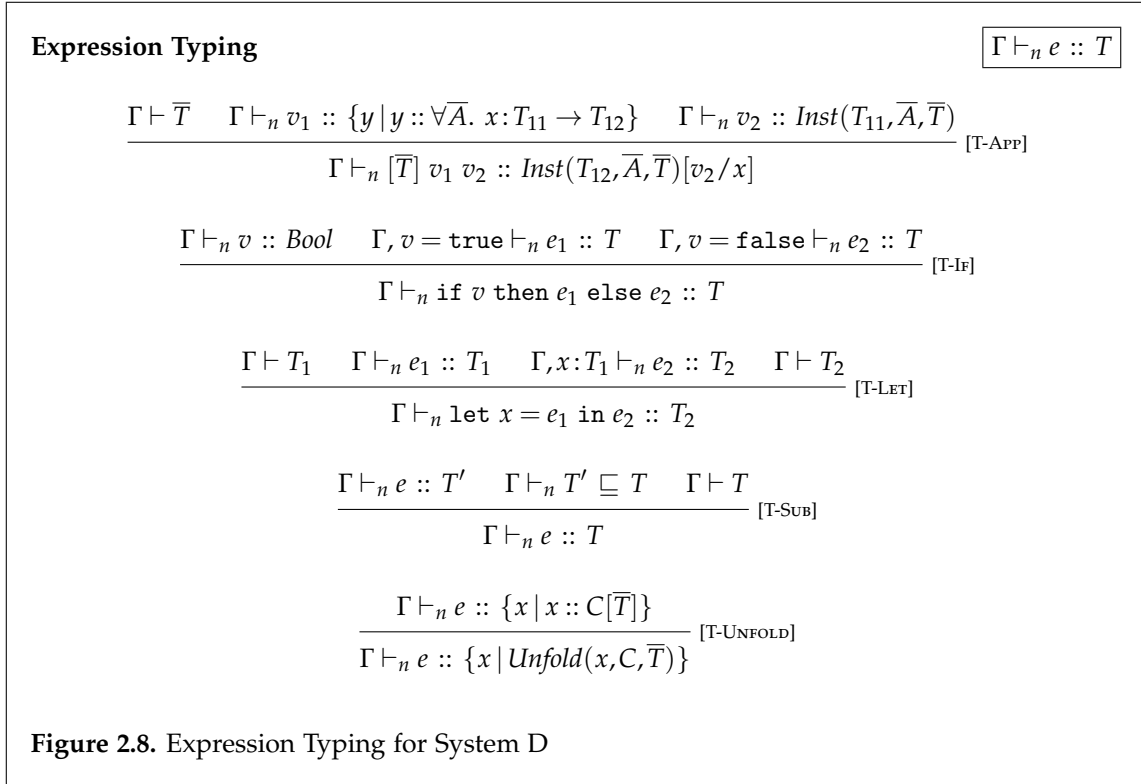 Expression Typing Γ ⊢ₙ e :: T
Γ ⊢ T̅ Γ ⊢ₙ v₁ :: {y | y :: ∀A̅. x : T₁₁ → T₁₂} Γ ⊢ₙ v₂ :: Inst(T₁₁, A̅, T̅)
[T-App]
Γ ⊢ₙ [T̅] v₁ v₂ :: Inst(T₁₂, A̅, T̅)[v₂/x]
Γ ⊢ₙ v :: Bool Γ, v = true ⊢ₙ e₁ :: T Γ, v = false ⊢ₙ e₂ :: T
[T-If]
Γ ⊢ₙ if v then e₁ else e₂ :: T
Γ ⊢ T₁ Γ ⊢ₙ e₁ :: T₁ Γ, x : T₁ ⊢ₙ e₂ :: T₂ Γ ⊢ T₂
[T-Let]
Γ ⊢ₙ let x = e₁ in e₂ :: T₂
Γ ⊢ₙ e :: T′ Γ ⊢ₙ T′ ⊑ T Γ ⊢ T
[T-Sub]
Γ ⊢ₙ e :: T
Γ ⊢ₙ e :: {x | x :: C[T̅]}
[T-Unfold]
Γ ⊢ₙ e :: {x | Unfold(x, C, T̅)}
Figure 2.8. Expression Typing for System D